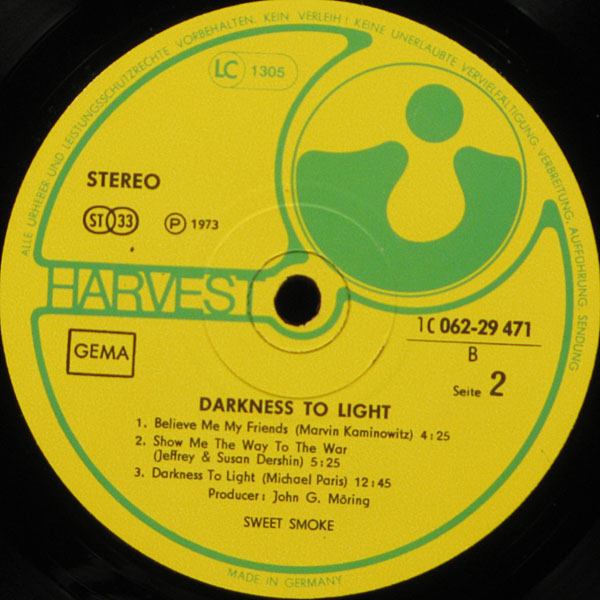 ALLE URHEBER UND LEISTUNGSSCHUTZRECHTE VORBEHALTEN. KEIN VERLEIH! KEINE UNERLAUBTE VERVIELFÄLTIGUNG, VERBREITUNG, AUFFÜHRUNG, SENDUNG
LC 1305
STEREO
ST 33 P 1973
HARVEST
GEMA
1C 062-29 471
B
Seite 2
DARKNESS TO LIGHT
1. Believe Me My Friends (Marvin Kaminowitz) 4:25
2. Show Me The Way To The War
(Jeffrey & Susan Dershin) 5:25
3. Darkness To Light (Michael Paris) 12:45
Producer: John G. Möring
SWEET SMOKE
MADE IN GERMANY